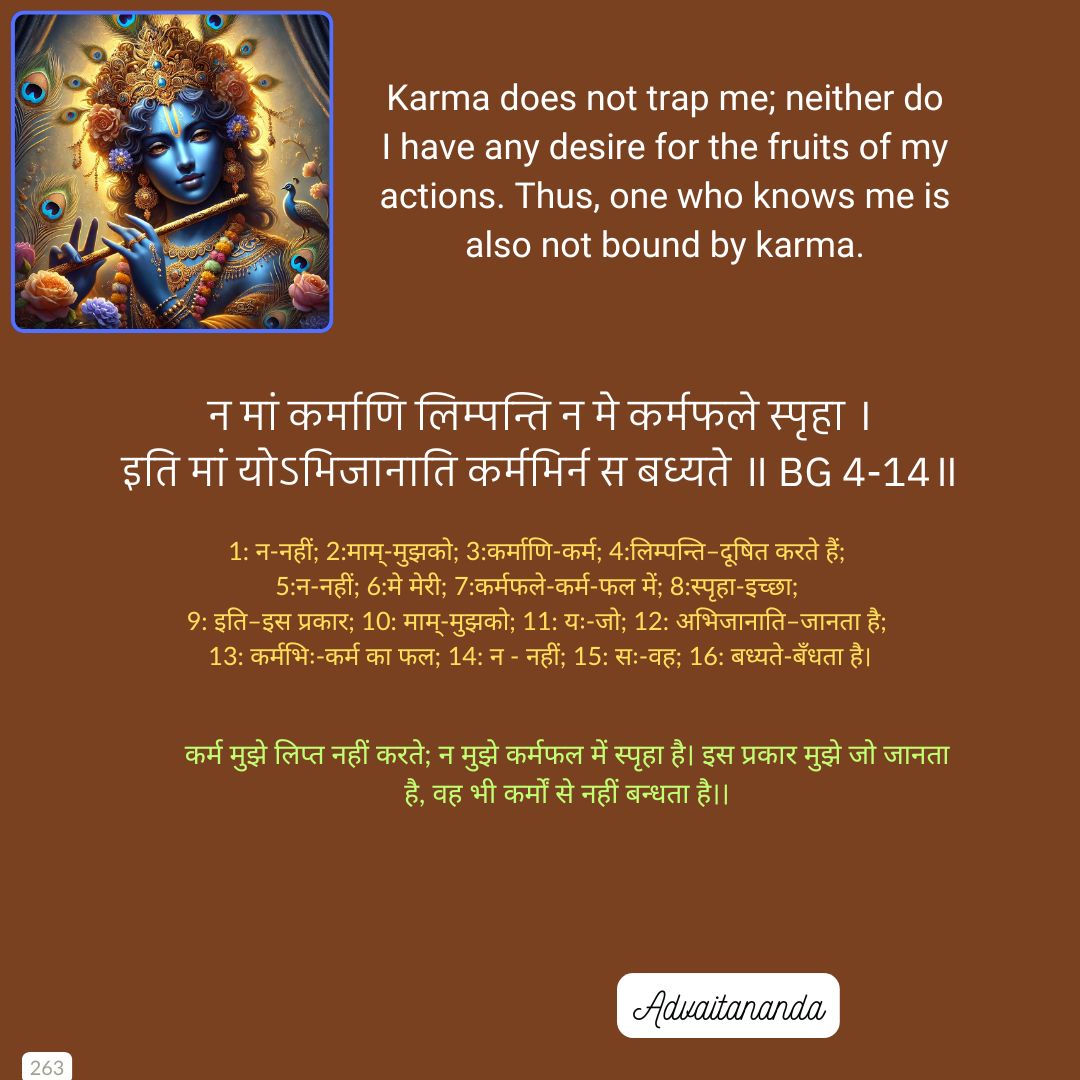 Karma does not trap me; neither do
I have any desire for the fruits of my
actions. Thus, one who knows me is
also not bound by karma.
न मां कर्माणि लिम्पन्ति न मे कर्मफले स्पृहा ।
इति मां योऽभिजानाति कर्मभिर्न स बध्यते ॥ BG 4-14॥
1: न-नहीं; 2:माम्-मुझको; 3:कर्माणि-कर्म; 4:लिम्पन्ति–दूषित करते हैं;
5:न-नहीं; 6:मे मेरी; 7:कर्मफले-कर्म-फल में; 8:स्पृहा-इच्छा;
9: इति–इस प्रकार; 10: माम्-मुझको; 11: यः-जो; 12: अभिजानाति–जानता है;
13: कर्मभिः-कर्म का फल; 14: न - नहीं; 15: सः-वह; 16: बध्यते-बँधता है।
कर्म मुझे लिप्त नहीं करते; न मुझे कर्मफल में स्पृहा है। इस प्रकार मुझे जो जानता
है, वह भी कर्मों से नहीं बन्धता है।।
Advaitananda
263